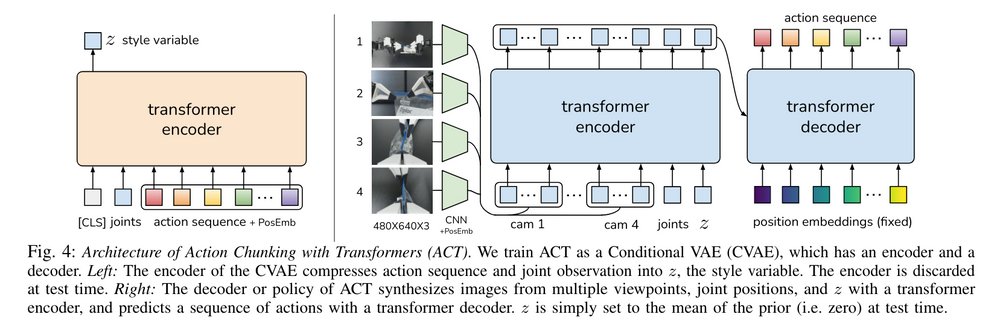 z style variable
transformer
encoder
[CLS] joints action sequence + PosEmb
1
2
3
4
480X640X3
CNN
+PosEmb
transformer
encoder
cam 1
cam 4
joints
z
action sequence
transformer
decoder
position embeddings (fixed)
Fig. 4: Architecture of Action Chunking with Transformers (ACT). We train ACT as a Conditional VAE (CVAE), which has an encoder and a
decoder. Left: The encoder of the CVAE compresses action sequence and joint observation into z, the style variable. The encoder is discarded
at test time. Right: The decoder or policy of ACT synthesizes images from multiple viewpoints, joint positions, and z with a transformer
encoder, and predicts a sequence of actions with a transformer decoder. z is simply set to the mean of the prior (i.e. zero) at test time.